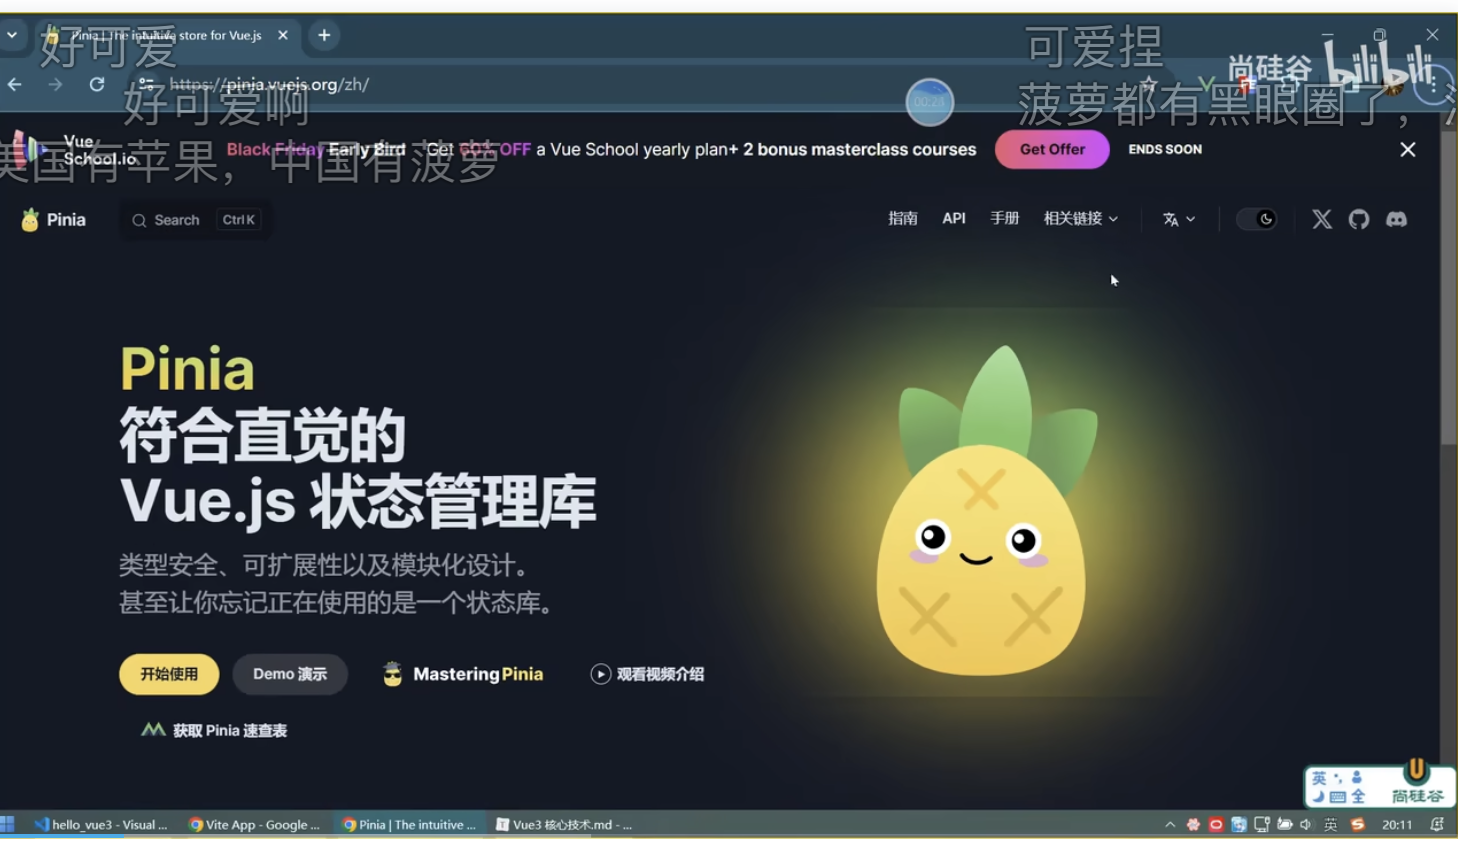 Pinia | The intuitive store for Vue.js
好可爱
可爱捏
尚硅谷
bilibili
https://pinia.vuejs.org/zh/
00:23
好可爱啊
菠萝都有黑眼圈了，
Vue
School.io
Black Friday Early Bird Get 60% OFF a Vue School yearly plan+ 2 bonus masterclass courses
Get Offer
ENDS SOON
美国有苹果，中国有菠萝
Pinia
Search
Ctrl K
指南
API
手册
相关链接
Pinia
符合直觉的
Vue.js 状态管理库
类型安全、可扩展性以及模块化设计。
甚至让你忘记正在使用的是一个状态库。
开始使用
Demo 演示
Mastering Pinia
观看视频介绍
获取 Pinia 速查表
英
全
尚硅谷
hello_vue3 - Visual ...
Vite App - Google ...
Pinia | The intuitive ...
Vue3 核心技术.md - ...
英
20:11